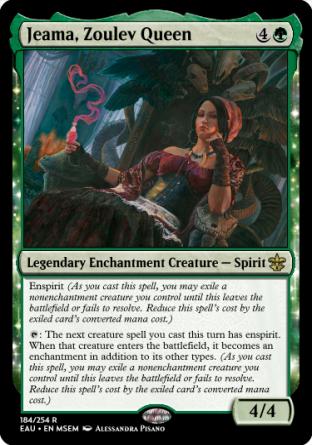 Jeama, Zoulev Queen 4
Legendary Enchantment Creature — Spirit
Enspirit (As you cast this spell, you may exile a
nonenchantment creature you control until this leaves the
battlefield or fails to resolve. Reduce this spell's cost by the
exiled card's converted mana cost.)
: The next creature spell you cast this turn has enspirit.
When that creature enters the battlefield, it becomes an
enchantment in addition to its other types. (As you cast this
spell, you may exile a nonenchantment creature you control
until this leaves the battlefield or fails to resolve.
Reduce this spell's cost by the exiled card's converted mana
cost.)
4/4
184/254 R
EAU • EN MSEM Alessandra Pisano